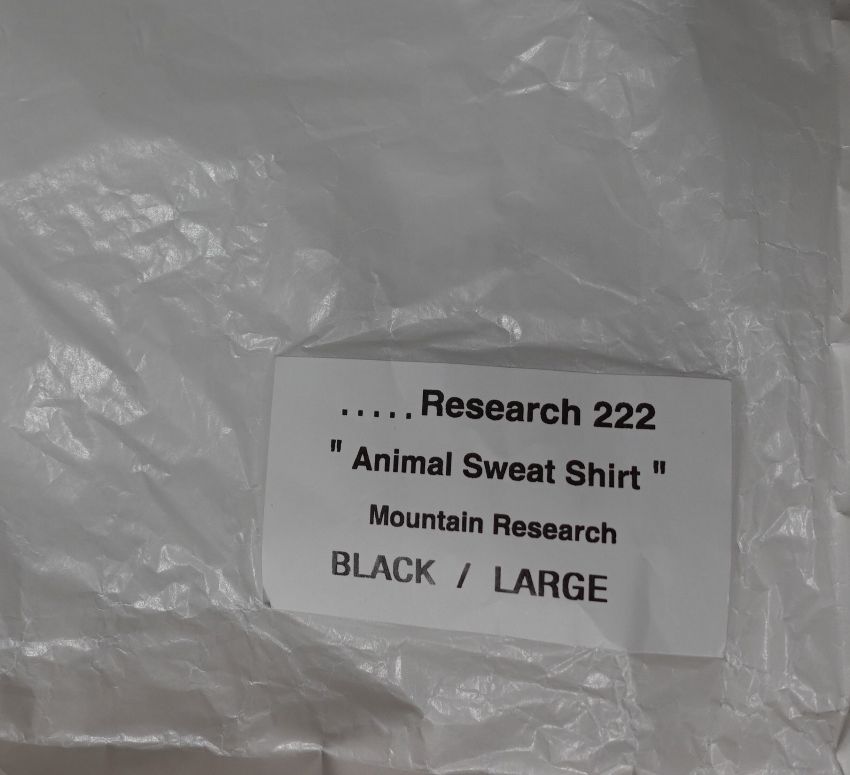 .....Research 222
" Animal Sweat Shirt "
Mountain Research
BLACK / LARGE